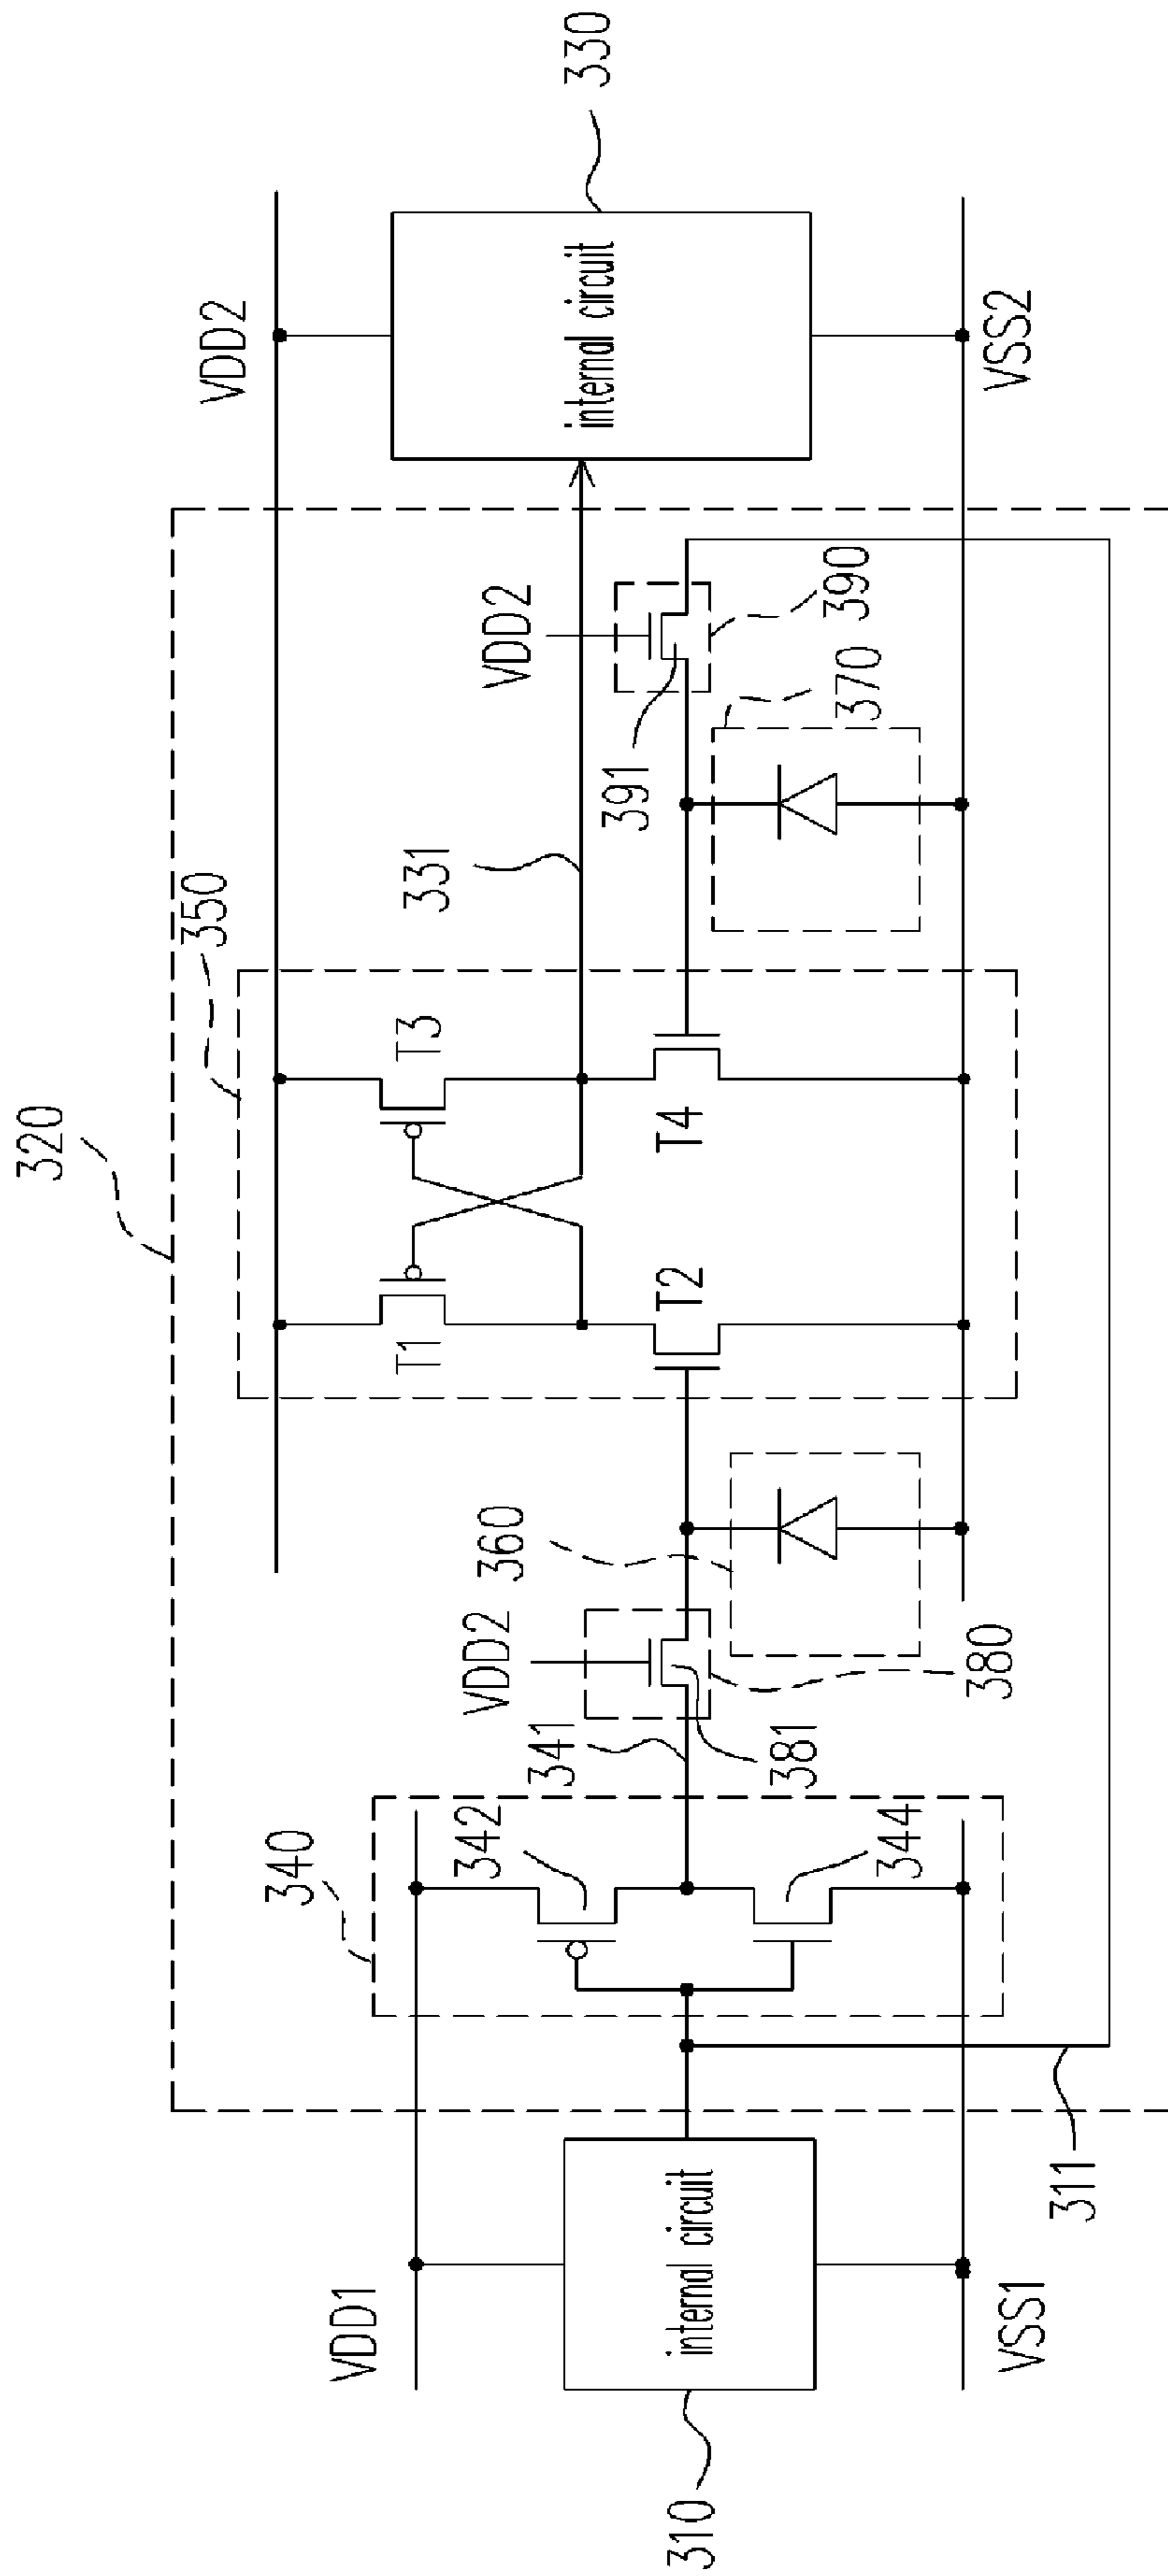 320
350
VDD2
330
T1
T3
331
VDD2
internal circuit
340
VDD1
342
341
VDD2
360
T2
T4
391
390
370
internal circuit
310
344
381
380
VSS1
VSS2
311